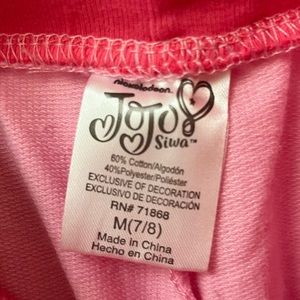 nickelodeon
JoJo
Siwa™
60% Cotton/Algodón
40%Polyester/Poliéster
EXCLUSIVE OF DECORATION
EXCLUSIVO DE DECORACIÓN
RN# 71868
M(7/8)
Made in China
Hecho en China